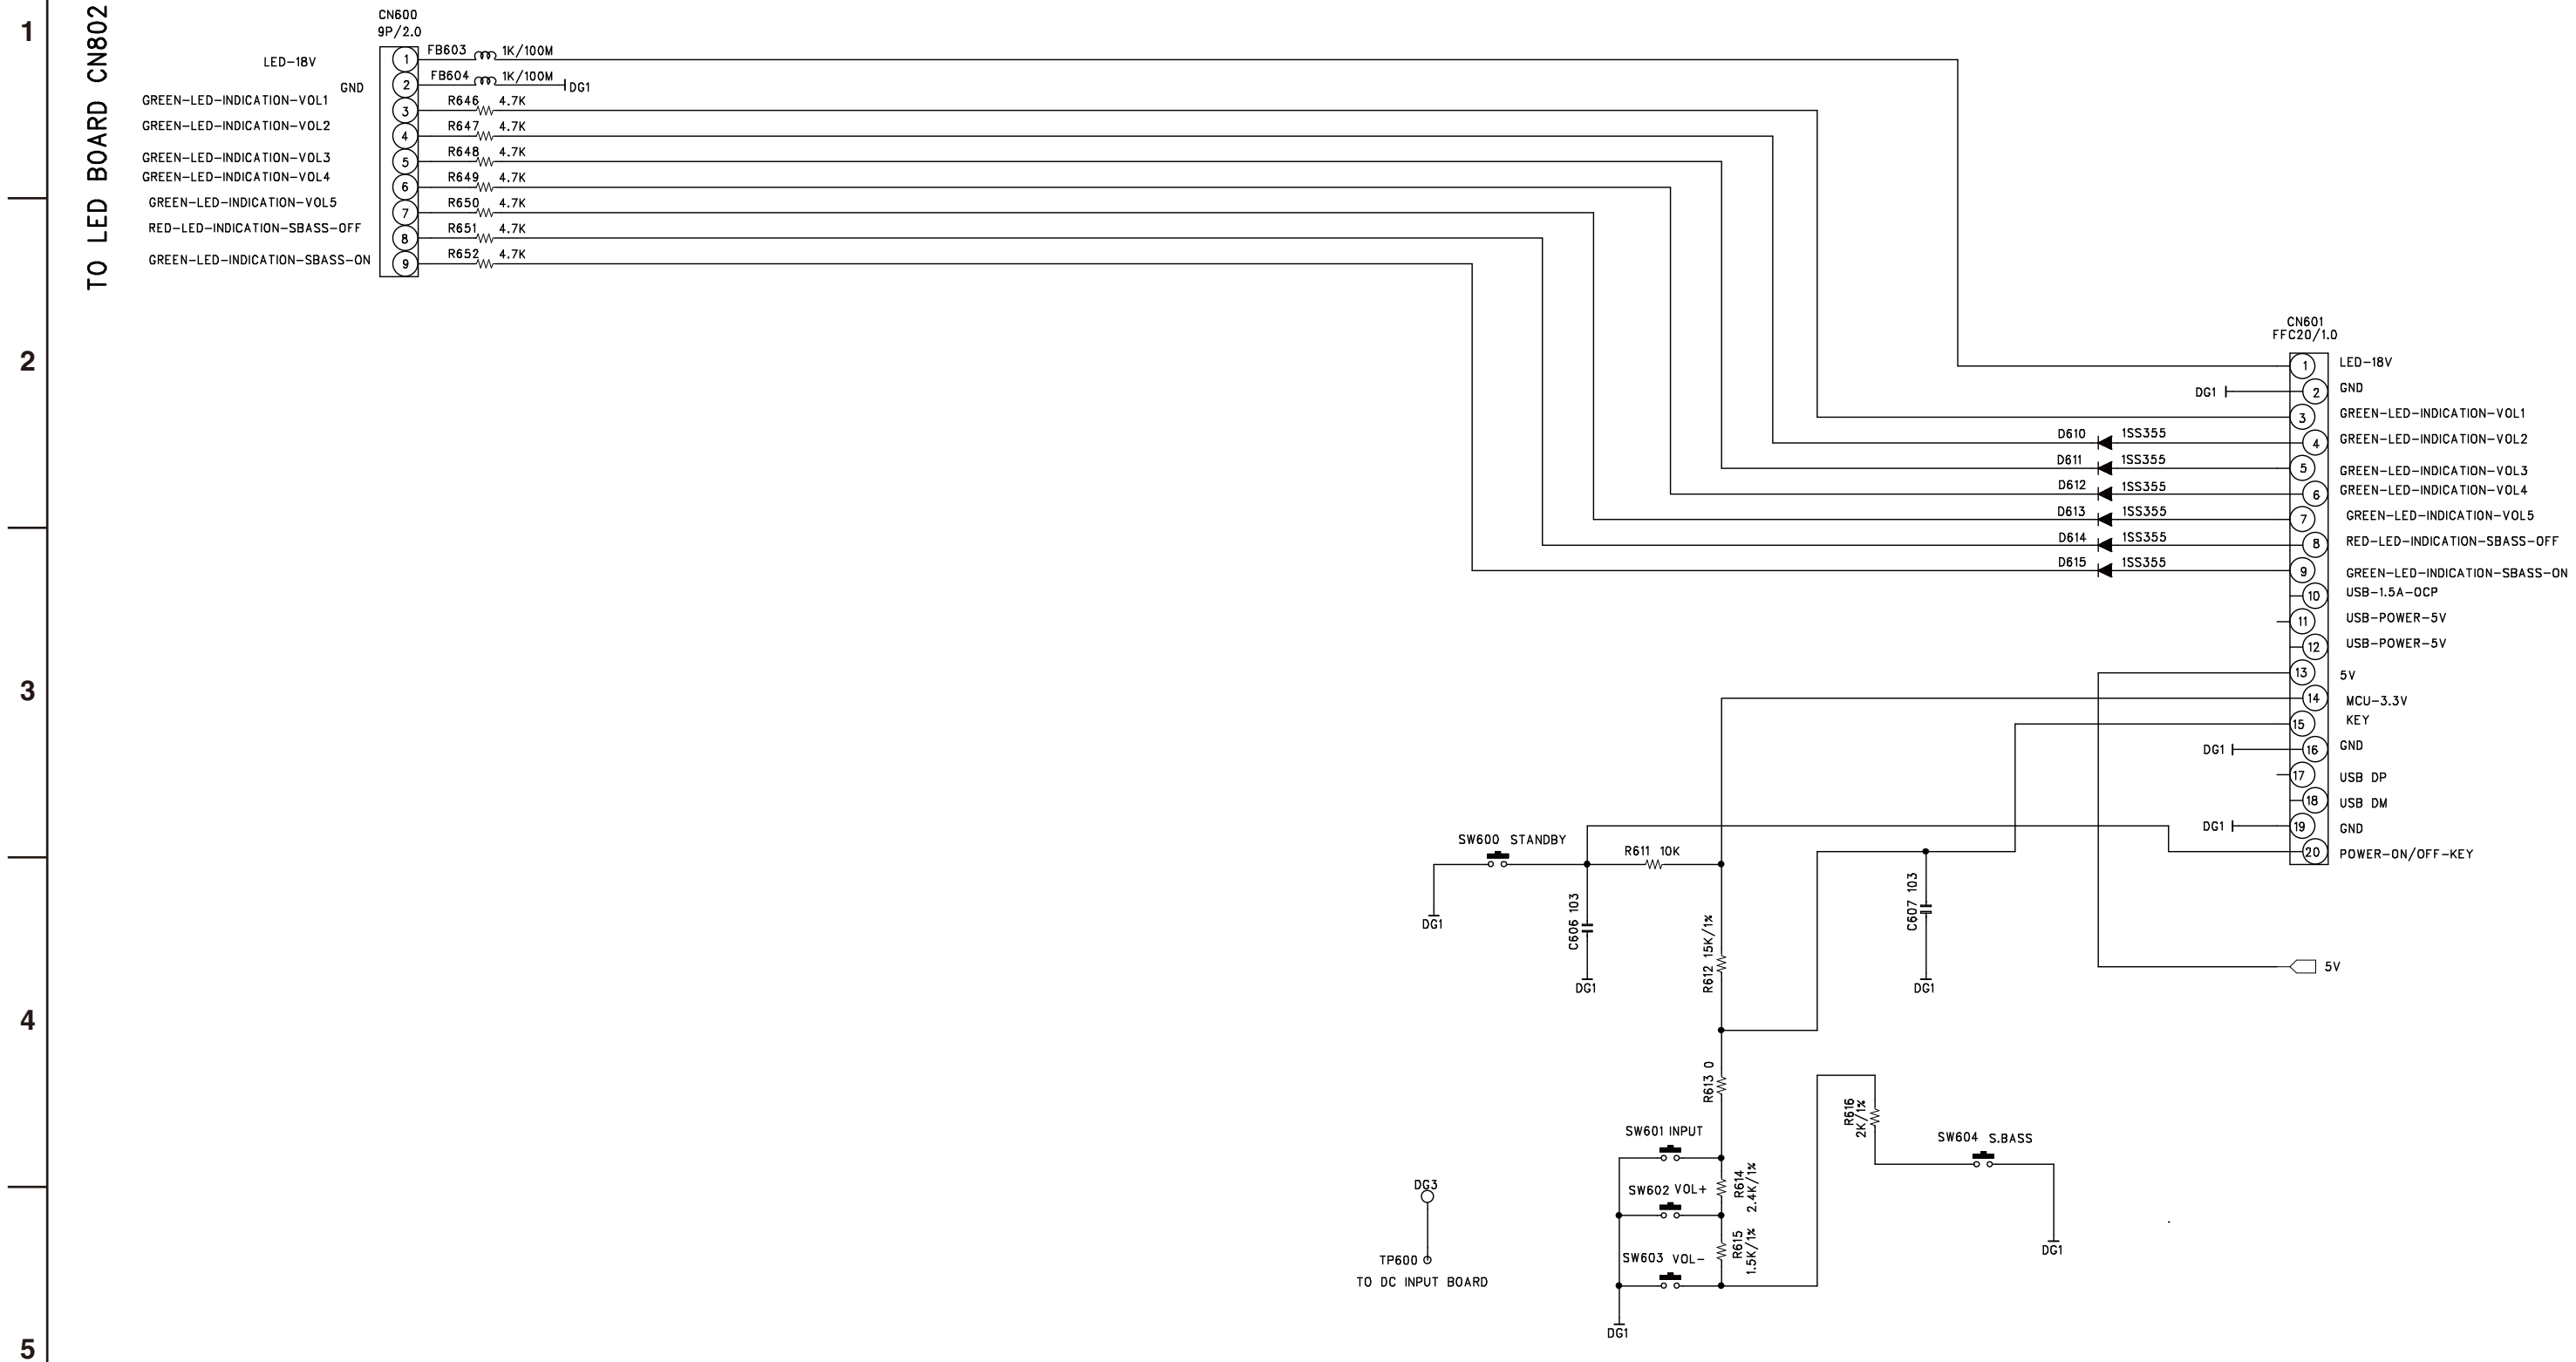 1
2
3
4
5
TO LED BOARD CN802
CN600
9P/2.0
LED-18V
1
FB603
1K/100M
GND
2
FB604
1K/100M
DG1
GREEN-LED-INDICATION-VOL1
3
R646
4.7K
GREEN-LED-INDICATION-VOL2
4
R647
4.7K
GREEN-LED-INDICATION-VOL3
5
R648
4.7K
GREEN-LED-INDICATION-VOL4
6
R649
4.7K
GREEN-LED-INDICATION-VOL5
7
R650
4.7K
RED-LED-INDICATION-SBASS-OFF
8
R651
4.7K
GREEN-LED-INDICATION-SBASS-ON
9
R652
4.7K
CN601
FFC20/1.0
1
LED-18V
DG1
2
GND
3
GREEN-LED-INDICATION-VOL1
D610
1SS355
4
GREEN-LED-INDICATION-VOL2
D611
1SS355
5
GREEN-LED-INDICATION-VOL3
D612
1SS355
6
GREEN-LED-INDICATION-VOL4
D613
1SS355
7
GREEN-LED-INDICATION-VOL5
D614
1SS355
8
RED-LED-INDICATION-SBASS-OFF
D615
1SS355
9
GREEN-LED-INDICATION-SBASS-ON
10
USB-1.5A-OCP
11
USB-POWER-5V
12
USB-POWER-5V
13
5V
14
MCU-3.3V
15
KEY
DG1
16
GND
17
USB DP
18
USB DM
DG1
19
GND
20
POWER-ON/OFF-KEY
SW600 STANDBY
R611 10K
DG1
C606 103
DG1
R612 15K/1%
C607 103
DG1
5V
R613 0
R616
2K/1%
SW604 S.BASS
DG1
SW601 INPUT
R614
2.4K/1%
SW602 VOL+
R615
1.5K/1%
SW603 VOL-
DG1
DG3
TP600
TO DC INPUT BOARD